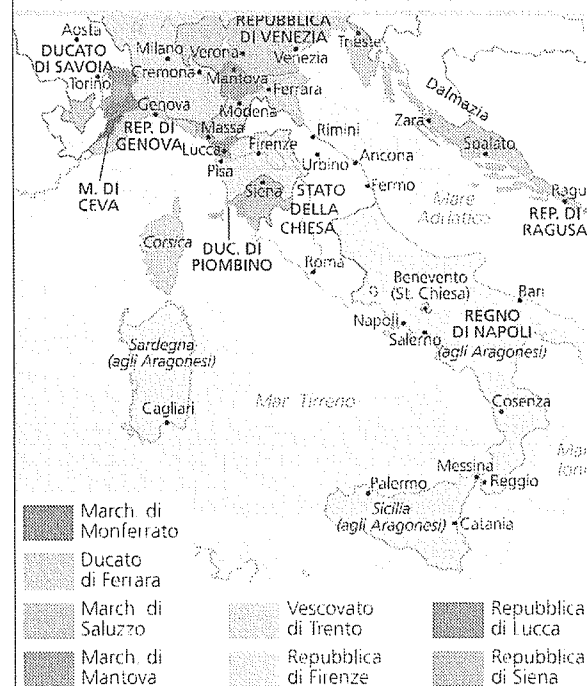 REPUBBLICA
DI VENEZIA
Aosta
DUCATO
DI SAVOIA
Milano
Verona
Venezia
Trieste
Torino
Cremona
Mantova
Ferrara
Dalmazia
Genova
Modena
REP. DI
GENOVA
Massa
Lucca
Firenze
Rimini
Zara
Spalato
Pisa
Urbino
Ancona
M. DI
CEVA
Siena
STATO
DELLA
CHIESA
Fermo
Mare
Adriatico
Ragu
REP. DI
RAGUSA
Corsica
DUC. DI
PIOMBINO
Roma
Benevento
(St. Chiesa)
Bari
Napoli
REGNO
DI NAPOLI
(agli Aragonesi)
Salerno
Sardegna
(agli Aragonesi)
Cagliari
Mar Tirreno
Cosenza
Mar
Ioni
Messina
Reggio
Palermo
Sicilia
(agli Aragonesi)
Catania
March. di
Monferrato
Ducato
di Ferrara
March. di
Saluzzo
Vescovato
di Trento
Repubblica
di Lucca
March. di
Mantova
Repubblica
di Firenze
Repubblica
di Siena